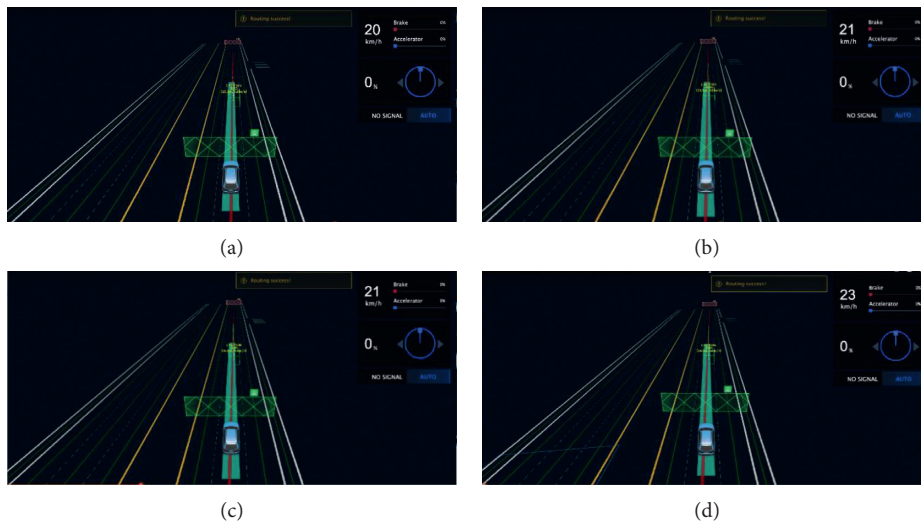 Routing success!
20
km/h
Brake
0%
Accelerator
0%
0%
NO SIGNAL
AUTO
(a)
Routing success!
21
km/h
Brake
0%
Accelerator
0%
0%
NO SIGNAL
AUTO
(b)
Routing success!
21
km/h
Brake
0%
Accelerator
0%
0%
NO SIGNAL
AUTO
(c)
Routing success!
23
km/h
Brake
0%
Accelerator
0%
0%
NO SIGNAL
AUTO
(d)